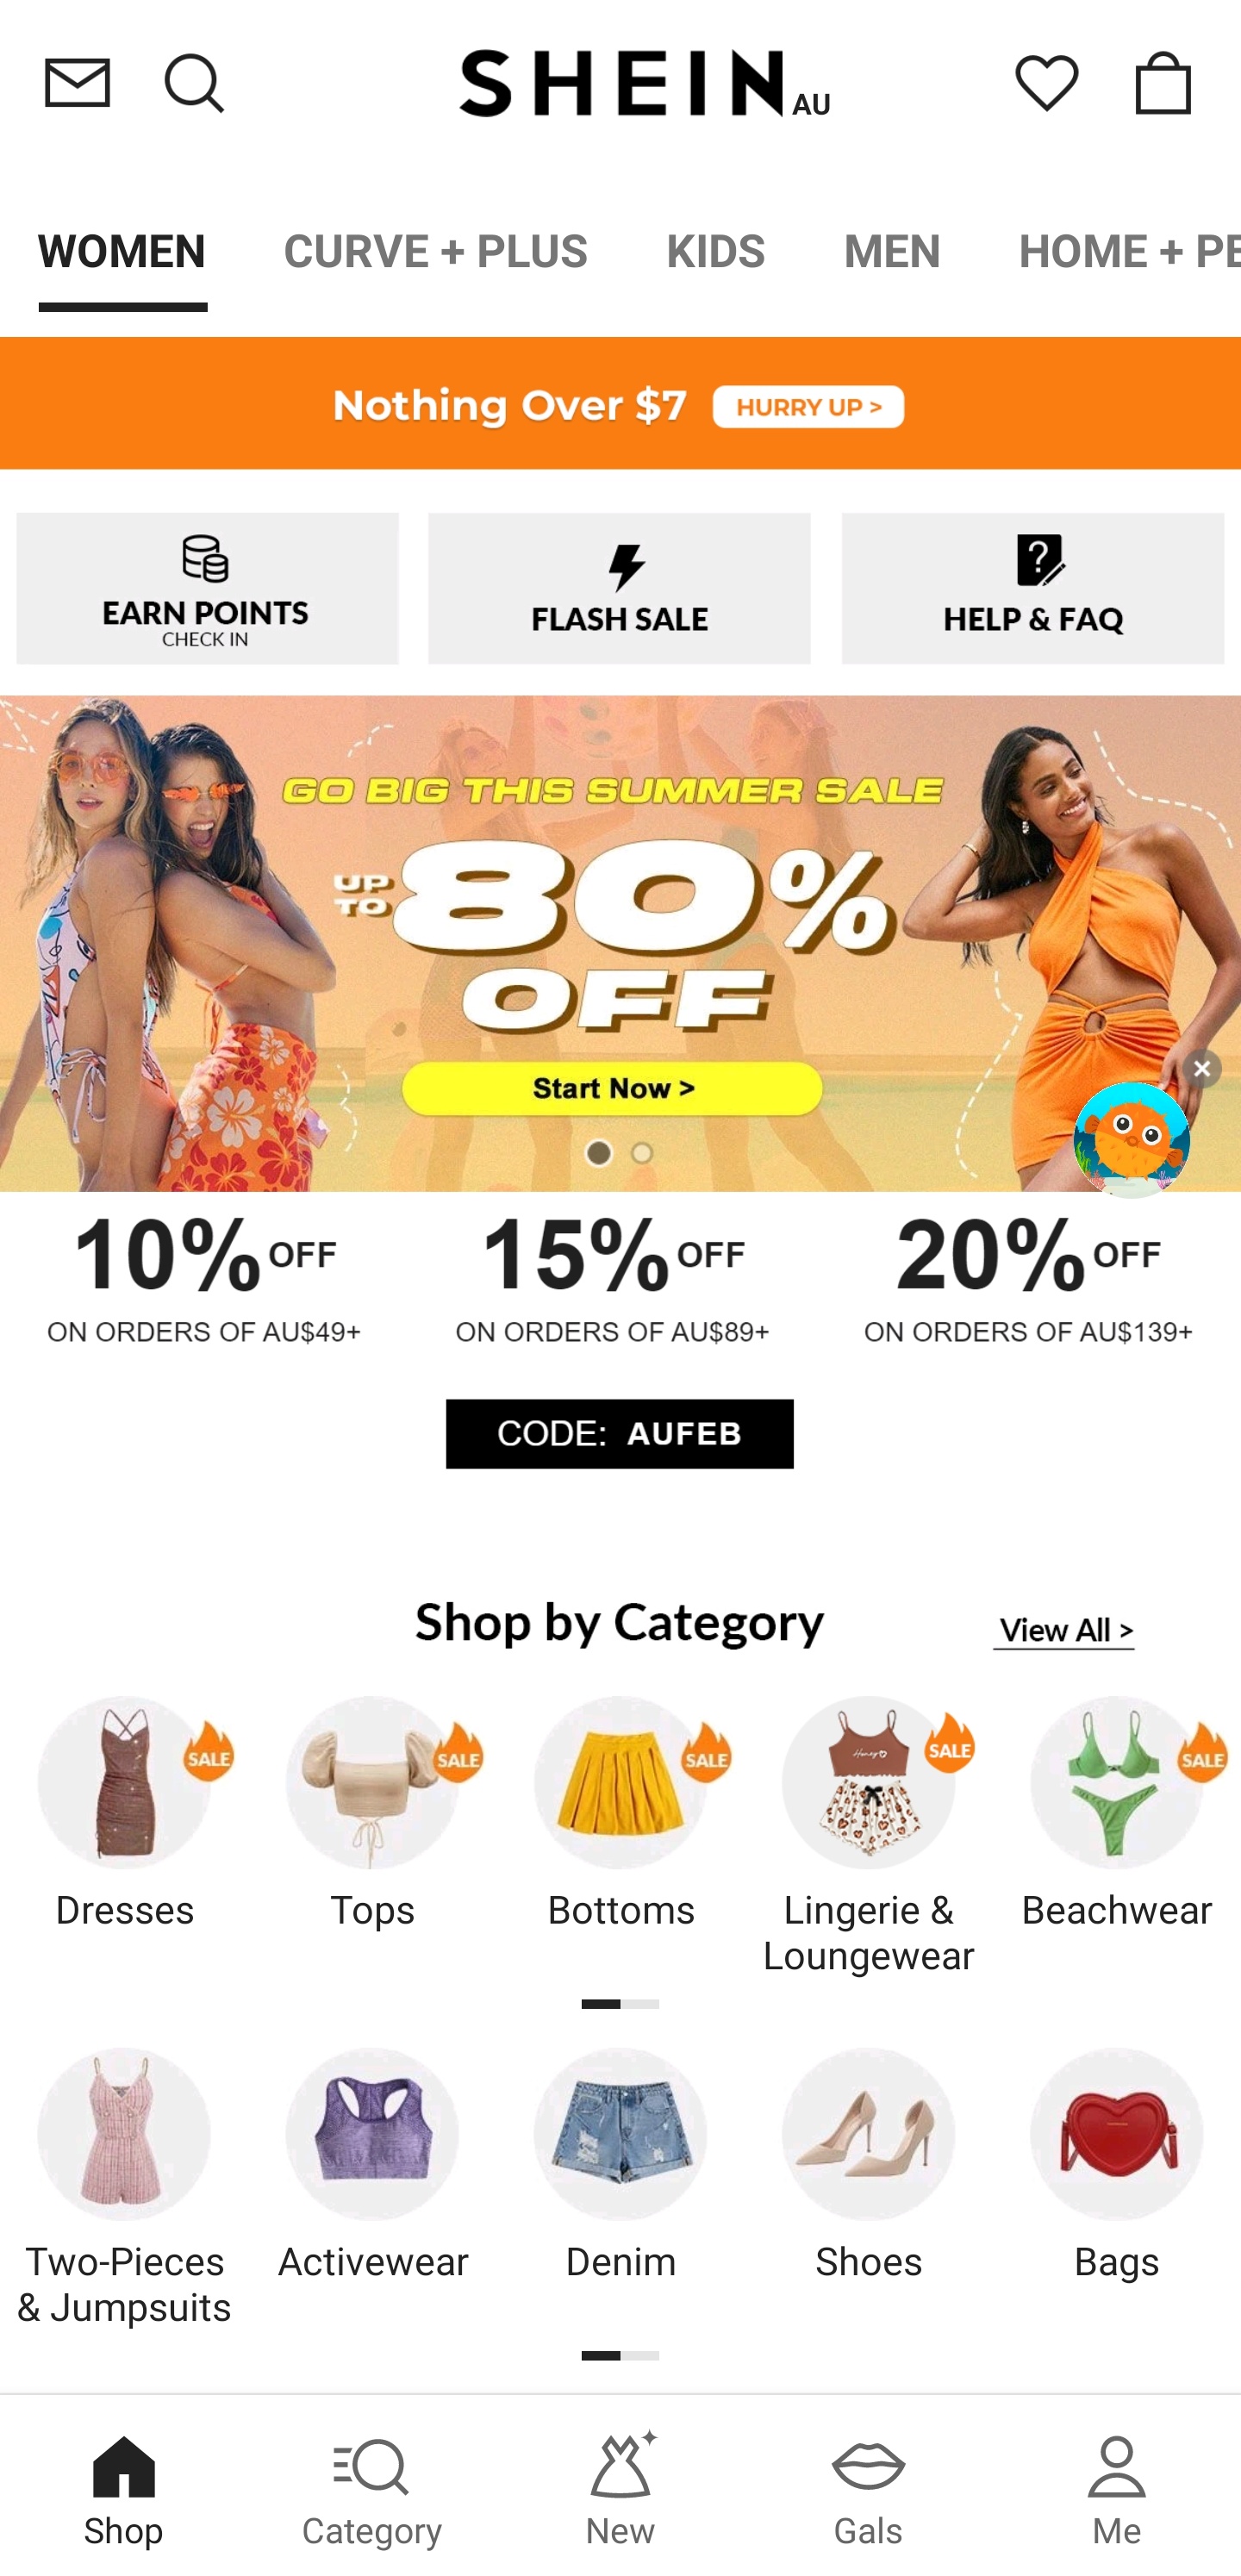 SHEIN AU
WOMEN CURVE + PLUS KIDS MEN HOME + PE
Nothing Over $7 HURRY UP >
EARN POINTS
CHECK IN
FLASH SALE
HELP & FAQ
GO BIG THIS SUMMER SALE
UP TO 80%
OFF
Start Now >
10% OFF
ON ORDERS OF AU$49+
15% OFF
ON ORDERS OF AU$89+
20% OFF
ON ORDERS OF AU$139+
CODE: AUFEB
Shop by Category
View All >
SALE
SALE
SALE
Honey
SALE
SALE
Dresses
Tops
Bottoms
Lingerie &
Loungewear
Beachwear
Two-Pieces
& Jumpsuits
Activewear
Denim
Shoes
Bags
Shop
Category
New
Gals
Me